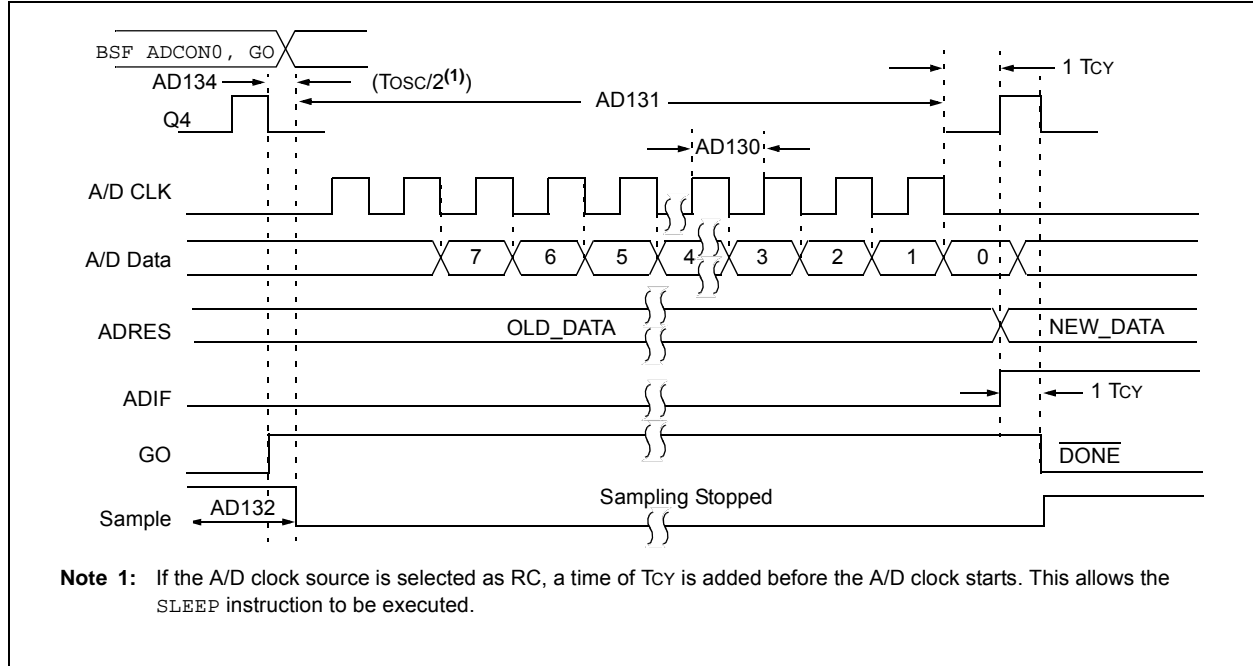 BSF ADCON0, GO
AD134 (TOSC/2(1)) 1 TCY
AD131
Q4
AD130
A/D CLK
A/D Data 7 6 5 4 3 2 1 0
ADRES OLD_DATA NEW_DATA
ADIF 1 TCY
GO DONE
Sampling Stopped
Sample AD132
Note 1: If the A/D clock source is selected as RC, a time of TCY is added before the A/D clock starts. This allows the
SLEEP instruction to be executed.